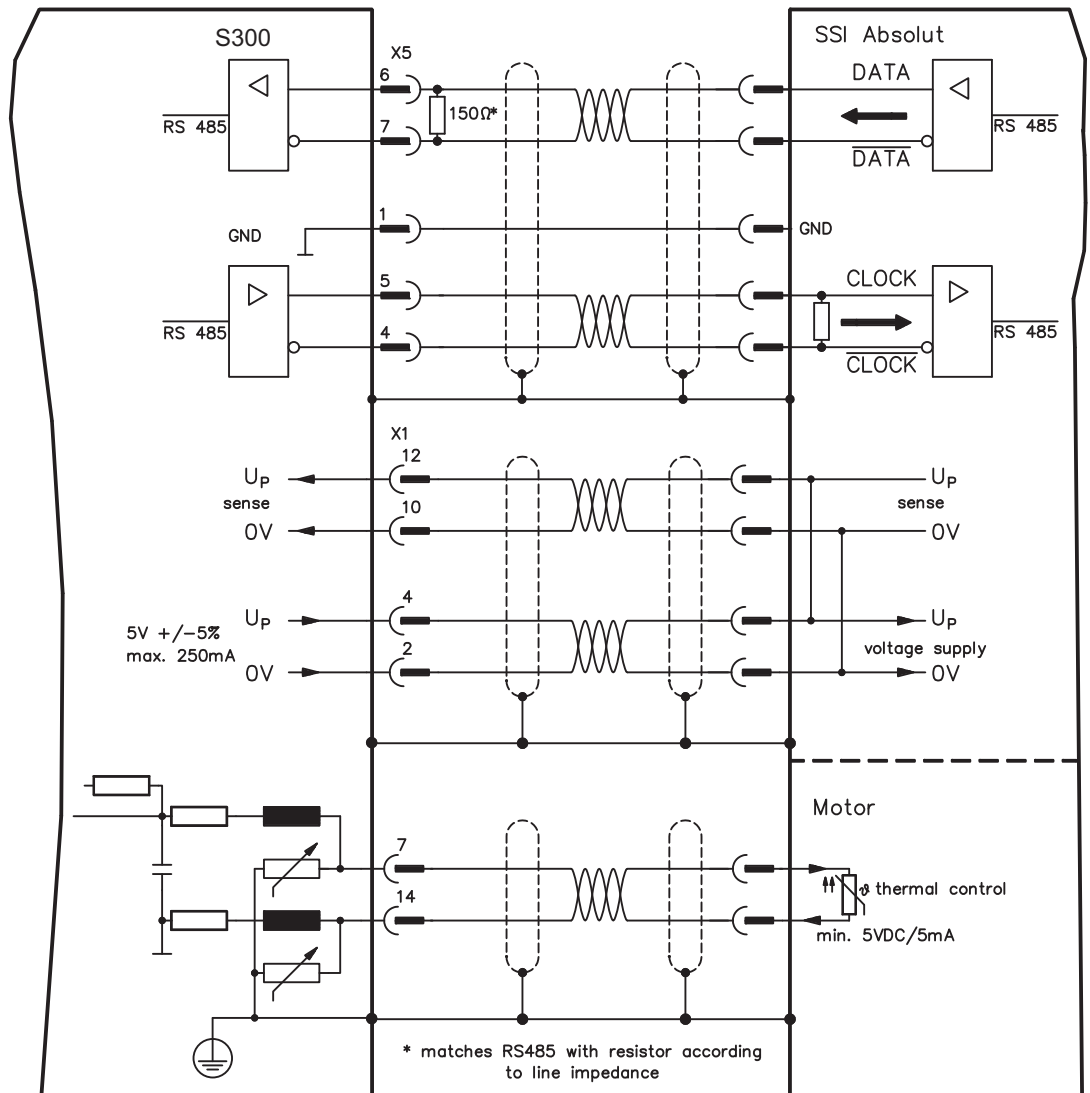 S300
SSI Absolut
X5
6
DATA
150Ω*
RS 485
7
RS 485
DATA
1
GND
GND
5
CLOCK
RS 485
4
RS 485
CLOCK
X1
12
UP
UP
sense
10
sense
0V
0V
4
UP
UP
5V +/-5%
max. 250mA
2
voltage supply
0V
0V
Motor
7
14
ϑ thermal control
min. 5VDC/5mA
* matches RS485 with resistor according
to line impedance